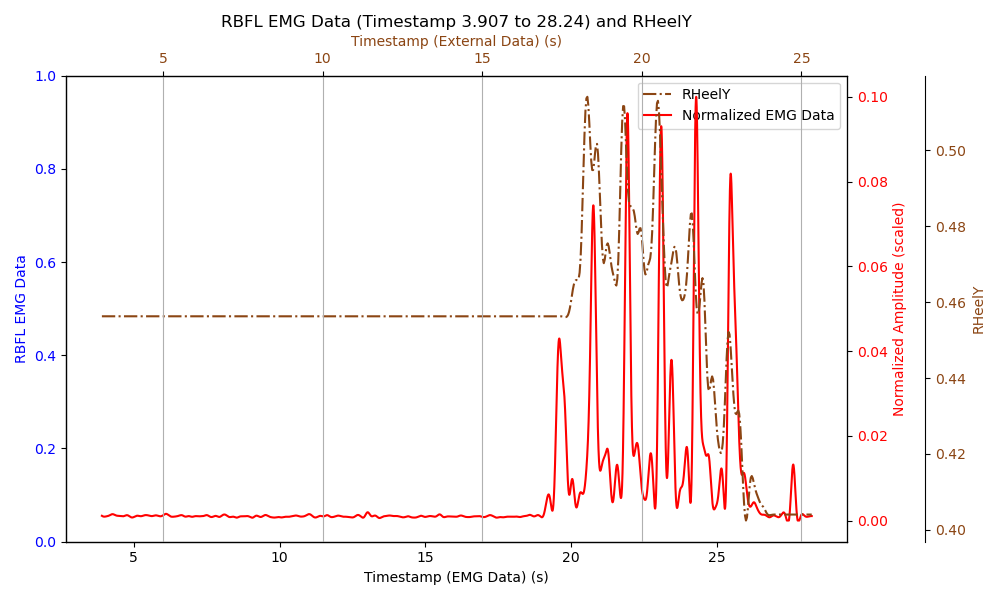 RBFL EMG Data (Timestamp 3.907 to 28.24) and RHeelY
Timestamp (External Data) (s)
5 10 15 20 25
RHeelY
Normalized EMG Data
RBFL EMG Data
1.0
0.8
0.6
0.4
0.2
0.0
0.10
0.08
0.06
0.04
0.02
0.00
Normalized Amplitude (scaled)
0.50
0.48
0.46
0.44
0.42
0.40
RHeelY
5 10 15 20 25
Timestamp (EMG Data) (s)